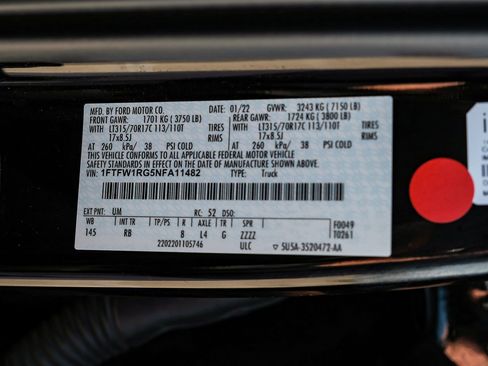 MFD. BY FORD MOTOR CO. 01/22 GVWR: 3243 KG ( 7150 LB)
FRONT GAWR: 1701 KG ( 3750 LB) REAR GAWR: 1724 KG ( 3800 LB)
WITH LT315/70R17C 113/110T TIRES WITH LT315/70R17C 113/110T TIRES
17x8.5J RIMS 17x8.5J RIMS
AT 260 kPa/ 38 PSI COLD AT 260 kPa/ 38 PSI COLD
THIS VEHICLE CONFORMS TO ALL APPLICABLE FEDERAL MOTOR VEHICLE
SAFETY STANDARDS IN EFFECT ON THE DATE OF MANUFACTURE SHOWN ABOVE.
VIN: 1FTFW1RG5NFA11482 TYPE: Truck
EXT PNT: UM RC: 52 DSO:
WB TP/PS R AXLE TR SPR F0049
145 RB 8 L4 G ZZZZ T0261
2202201105746 ULC 5U5A-3520472-AA